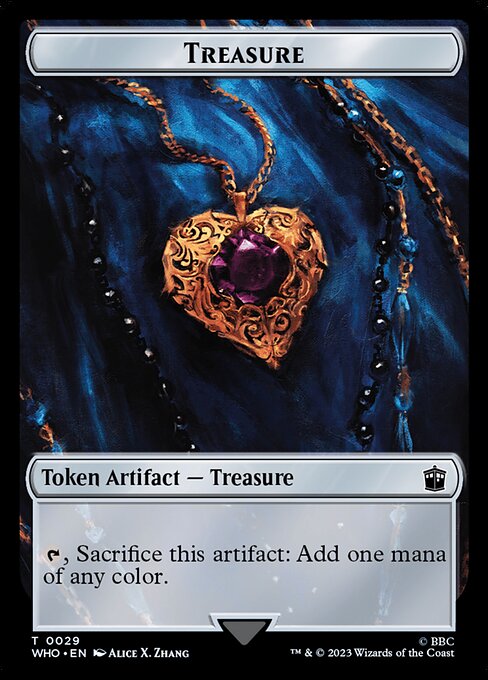 Treasure
Token Artifact — Treasure
, Sacrifice this artifact: Add one mana
of any color.
T 0029
WHO • EN Alice X. Zhang
© BBC
™ & © 2023 Wizards of the Coast